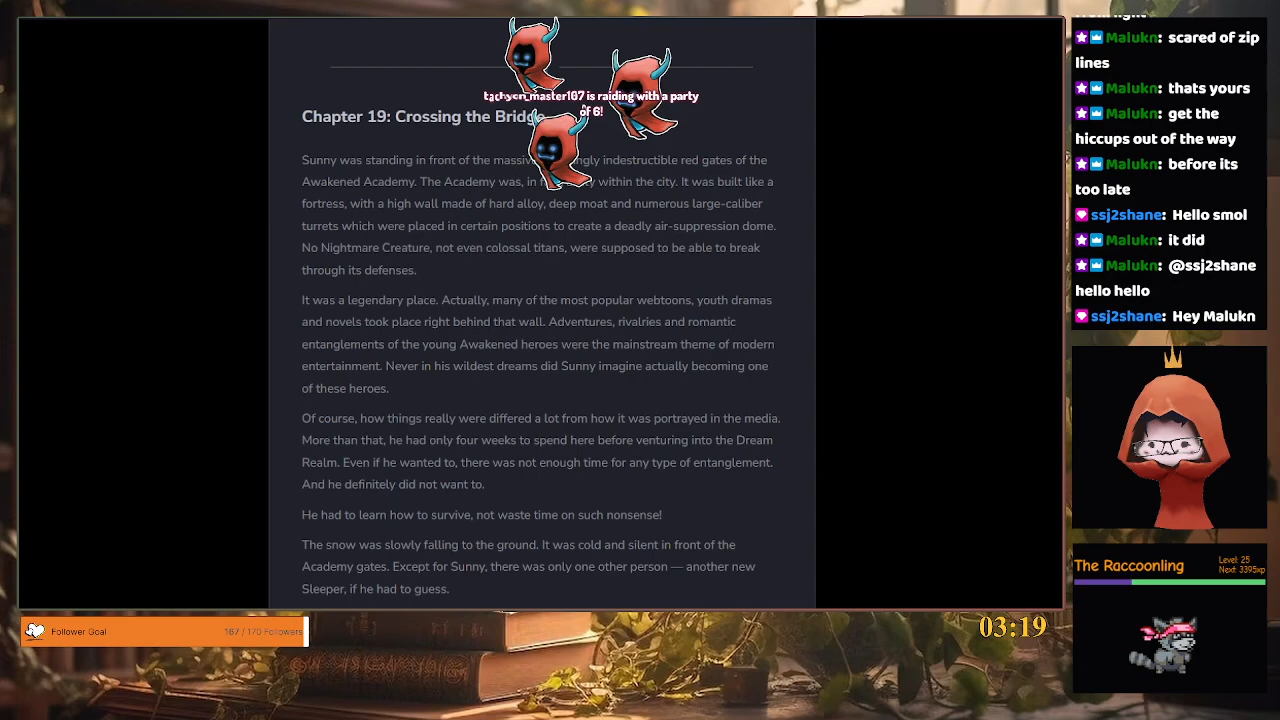 tachyon_master167 is raiding with a party
of 6!
Chapter 19: Crossing the Bridge
Sunny was standing in front of the massive, indestructible red gates of the
Awakened Academy. The Academy was, in within the city. It was built like a
fortress, with a high wall made of hard alloy, deep moat and numerous large-caliber
turrets which were placed in certain positions to create a deadly air-suppression dome.
No Nightmare Creature, not even colossal titans, were supposed to be able to break
through its defenses.
It was a legendary place. Actually, many of the most popular webtoons, youth dramas
and novels took place right behind that wall. Adventures, rivalries and romantic
entanglements of the young Awakened heroes were the mainstream theme of modern
entertainment. Never in his wildest dreams did Sunny imagine actually becoming one
of these heroes.
Of course, how things really were differed a lot from how it was portrayed in the media.
More than that, he had only four weeks to spend here before venturing into the Dream
Realm. Even if he wanted to, there was not enough time for any type of entanglement.
And he definitely did not want to.
He had to learn how to survive, not waste time on such nonsense!
The snow was slowly falling to the ground. It was cold and silent in front of the
Academy gates. Except for Sunny, there was only one other person — another new
Sleeper, if he had to guess.
Malukn: scared of zip
lines
Malukn: thats yours
Malukn: get the
hiccups out of the way
Malukn: before its
too late
ssj2shane: Hello smol
Malukn: it did
Malukn: @ssj2shane
hello hello
ssj2shane: Hey Malukn
The Raccoonling
Level: 25
Next: 3395xp
Follower Goal
167 / 170 Followers
03:19